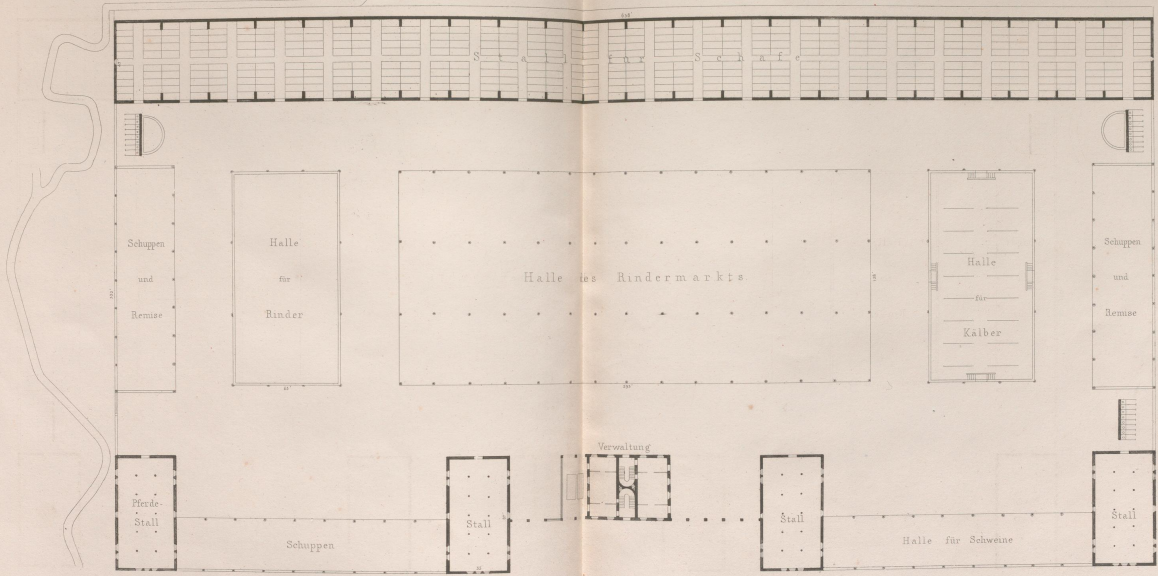 Stall für Schafe
Schuppen
und
Remise
Halle
für
Rinder
Halle des Rindermarkts
Halle
für
Kälber
Schuppen
und
Remise
Verwaltung
Pferde-
Stall
Schuppen
Stall
Stall
Halle für Schweine
Stall